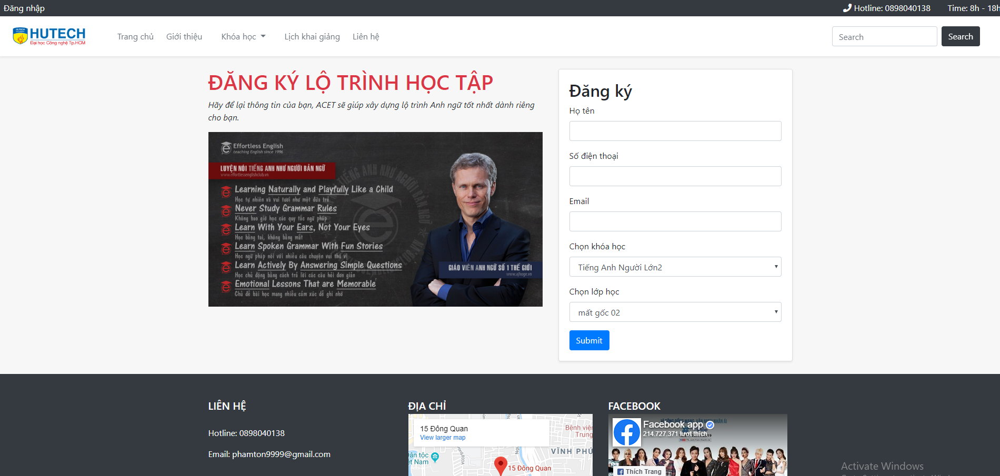 Đăng nhập
Hotline: 0898040138
Time: 8h - 18h
HUTECH
Đại học Công nghệ Tp.HCM
Trang chủ
Giới thiệu
Khóa học
Lịch khai giảng
Liên hệ
Search
Search
ĐĂNG KÝ LỘ TRÌNH HỌC TẬP
Hãy để lại thông tin của bạn, ACET sẽ giúp xây dựng lộ trình Anh ngữ tốt nhất dành riêng
cho bạn.
Effortless English
teaching English since 1996
LUYỆN NÓI TIẾNG ANH NHƯ NGƯỜI BẢN NGỮ
www.effortlessenglishclub.vn
Learning Naturally and Playfully Like a Child
Học tự nhiên và vui tươi như một đứa trẻ
Never Study Grammar Rules
Không bao giờ học các quy tắc ngữ pháp
Learn With Your Ears, Not Your Eyes
Học bằng tai, không bằng mắt
Learn Spoken Grammar With Fun Stories
Học ngữ pháp nói với nhiều câu chuyện vui thú vị
Learn Actively By Answering Simple Questions
Học chủ động bằng cách trả lời các câu hỏi đơn giản
Emotional Lessons That are Memorable
Chủ đề bài học mang nhiều cảm xúc dễ ghi nhớ
GIÁO VIÊN ANH NGỮ SỐ 1 THẾ GIỚI
www.ajhoge.vn
Đăng ký
Họ tên
Số điện thoại
Email
Chọn khóa học
Tiếng Anh Người Lớn2
Chọn lớp học
mất gốc 02
Submit
LIÊN HỆ
Hotline: 0898040138
Email: phamton9999@gmail.com
ĐỊA CHỈ
15 Đông Quan
View larger map
Bệnh viện
Trung
VĨNH PHÚ
15 Đông Quan
FACEBOOK
Facebook app
214.727.371 lượt thích
Thích Trang
Activate Windows